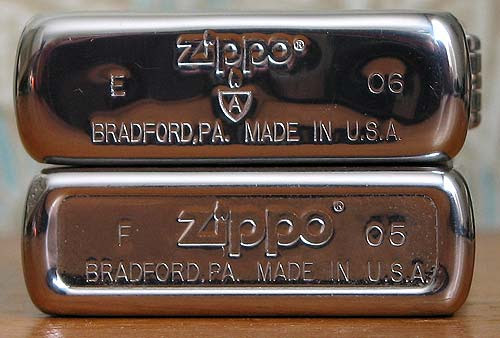 Zippo®
E W 06
A
BRADFORD, PA. MADE IN U.S.A.
F Zippo® 05
BRADFORD, PA. MADE IN U.S.A.